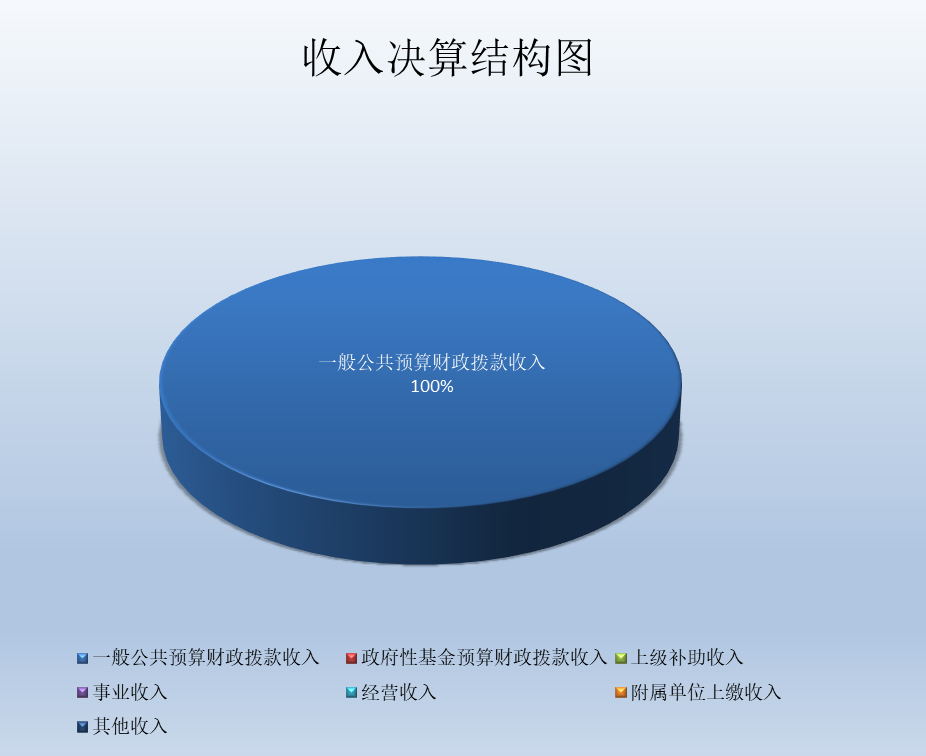 收入决算结构图
一般公共预算财政拨款收入
100%
一般公共预算财政拨款收入 政府性基金预算财政拨款收入 上级补助收入
事业收入 经营收入 附属单位上缴收入
其他收入